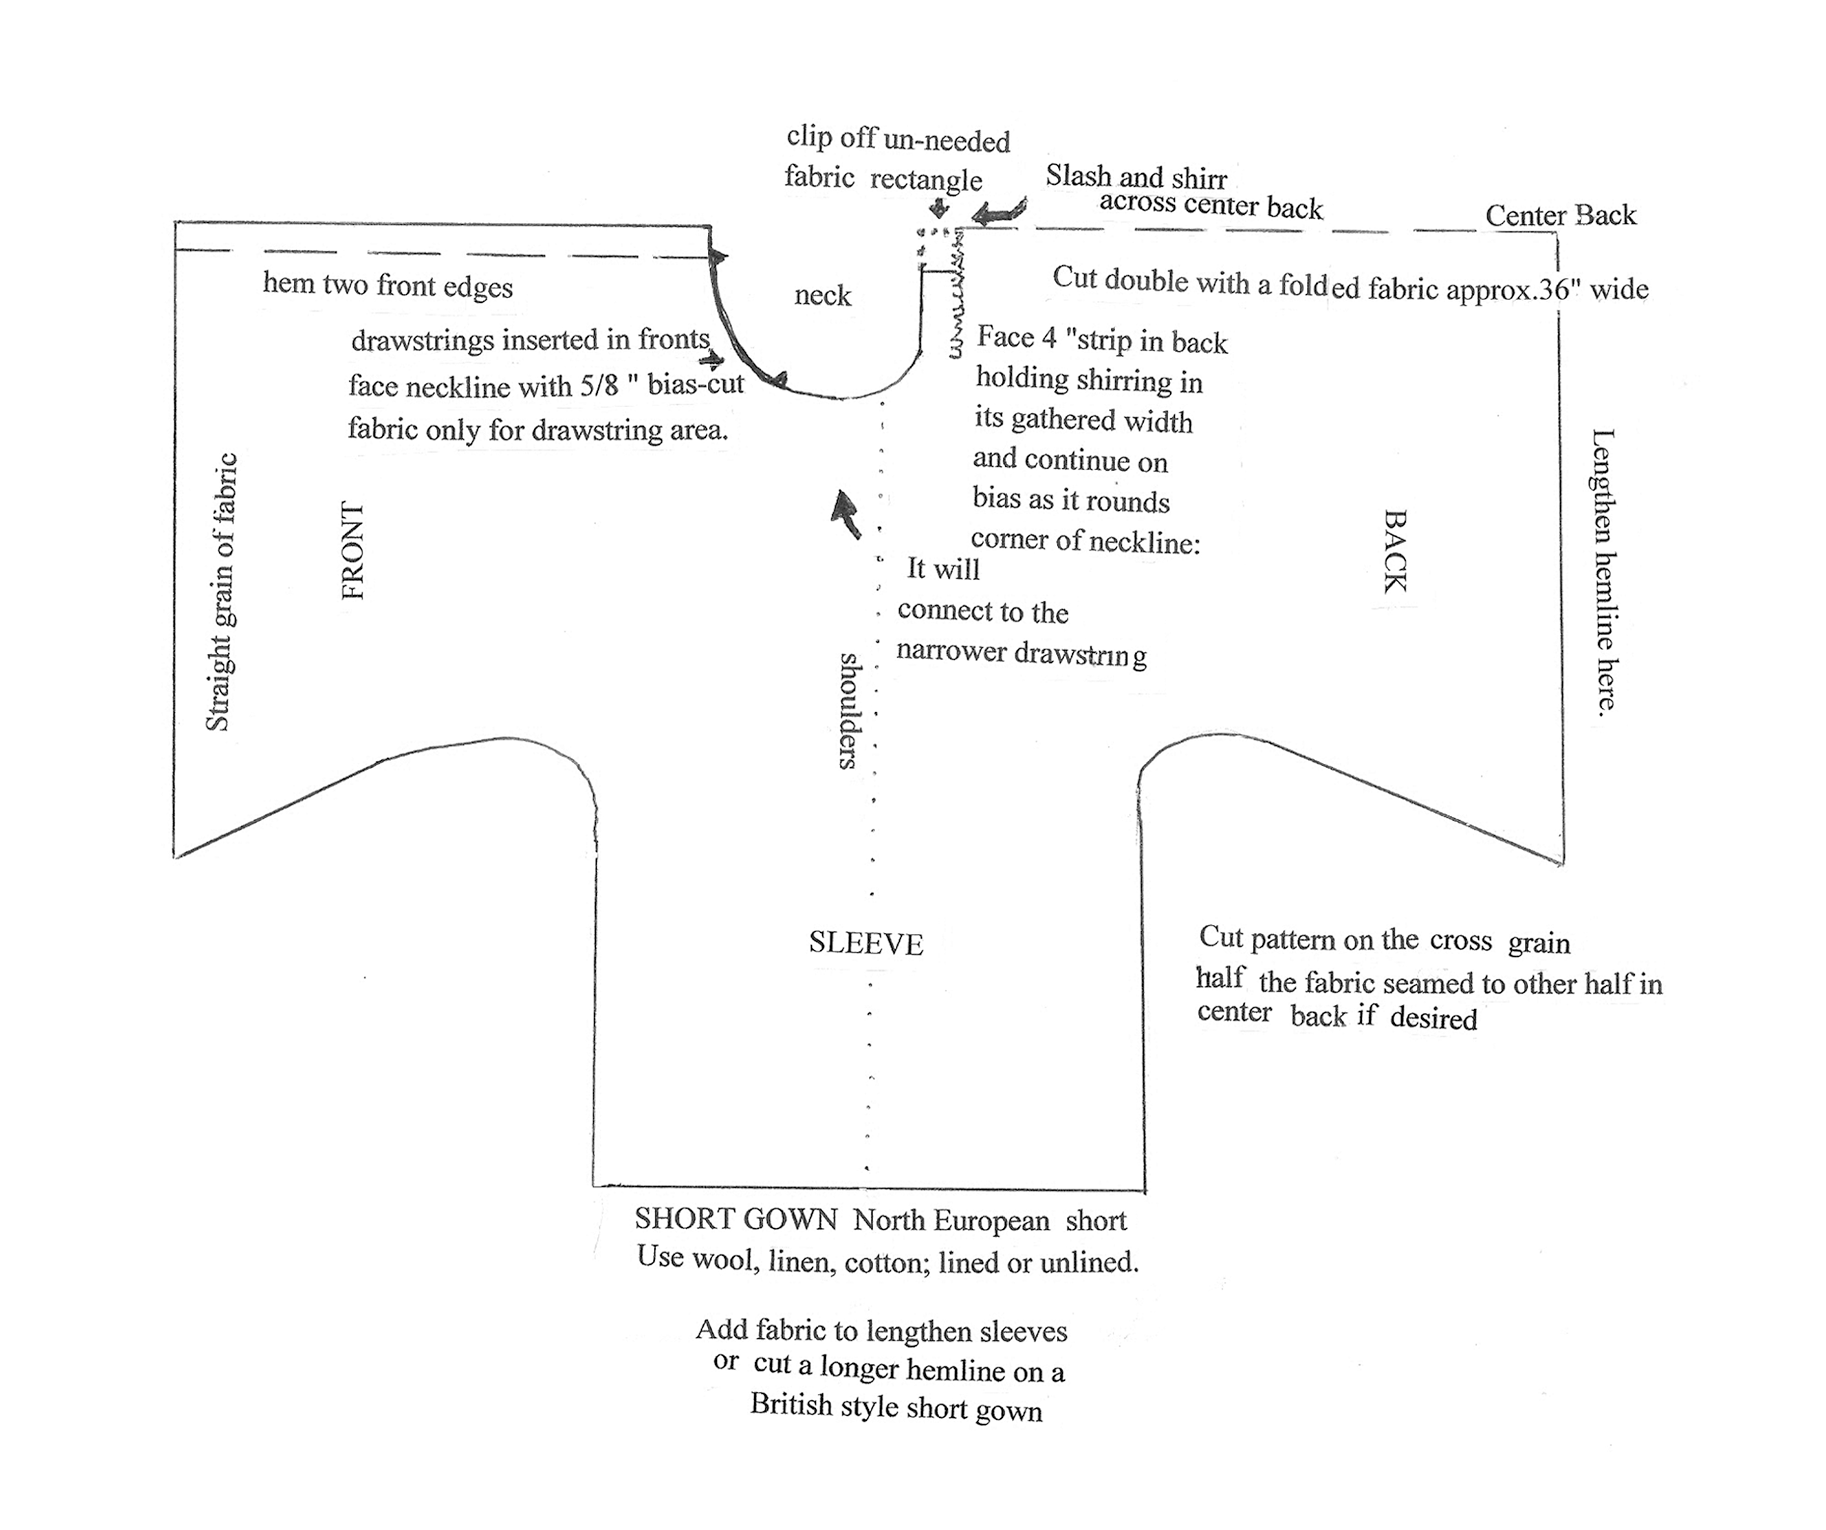 clip off un-needed
fabric rectangle
Slash and shirr
across center back
Center Back
hem two front edges
neck
Cut double with a folded fabric approx.36" wide
drawstrings inserted in fronts
face neckline with 5/8 " bias-cut
fabric only for drawstring area.
Face 4 "strip in back
holding shirring in
its gathered width
and continue on
bias as it rounds
corner of neckline:
It will
connect to the
narrower drawstring
Straight grain of fabric
FRONT
shoulders
BACK
Lengthen hemline here.
SLEEVE
Cut pattern on the cross grain
half the fabric seamed to other half in
center back if desired
SHORT GOWN North European short
Use wool, linen, cotton; lined or unlined.
Add fabric to lengthen sleeves
or cut a longer hemline on a
British style short gown